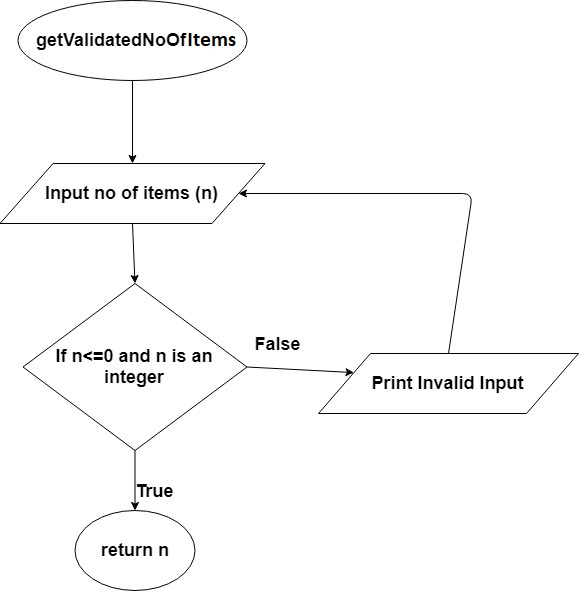 getValidatedNoOfItems
Input no of items (n)
False
If n<=0 and n is an
integer
Print Invalid Input
True
return n